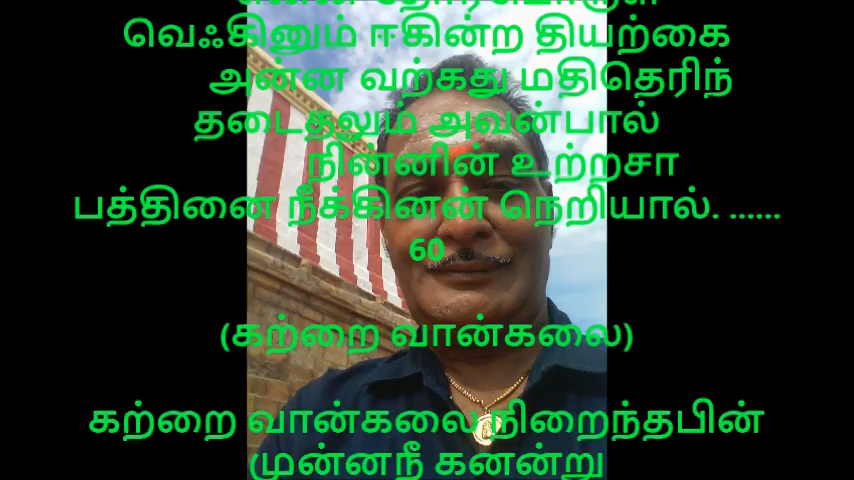 வெஃகினும் ஈகின்ற தியற்கை
அன்ன வற்கது மதிதெரிந்
தடைதலும் அவன்பால்
நின்னின் உற்றசா
பத்தினை நீக்கினன் நெறியால். ......
60
(கற்றை வான்கலை)
கற்றை வான்கலை நிறைந்தபின்
முன்னநீ கனன்று